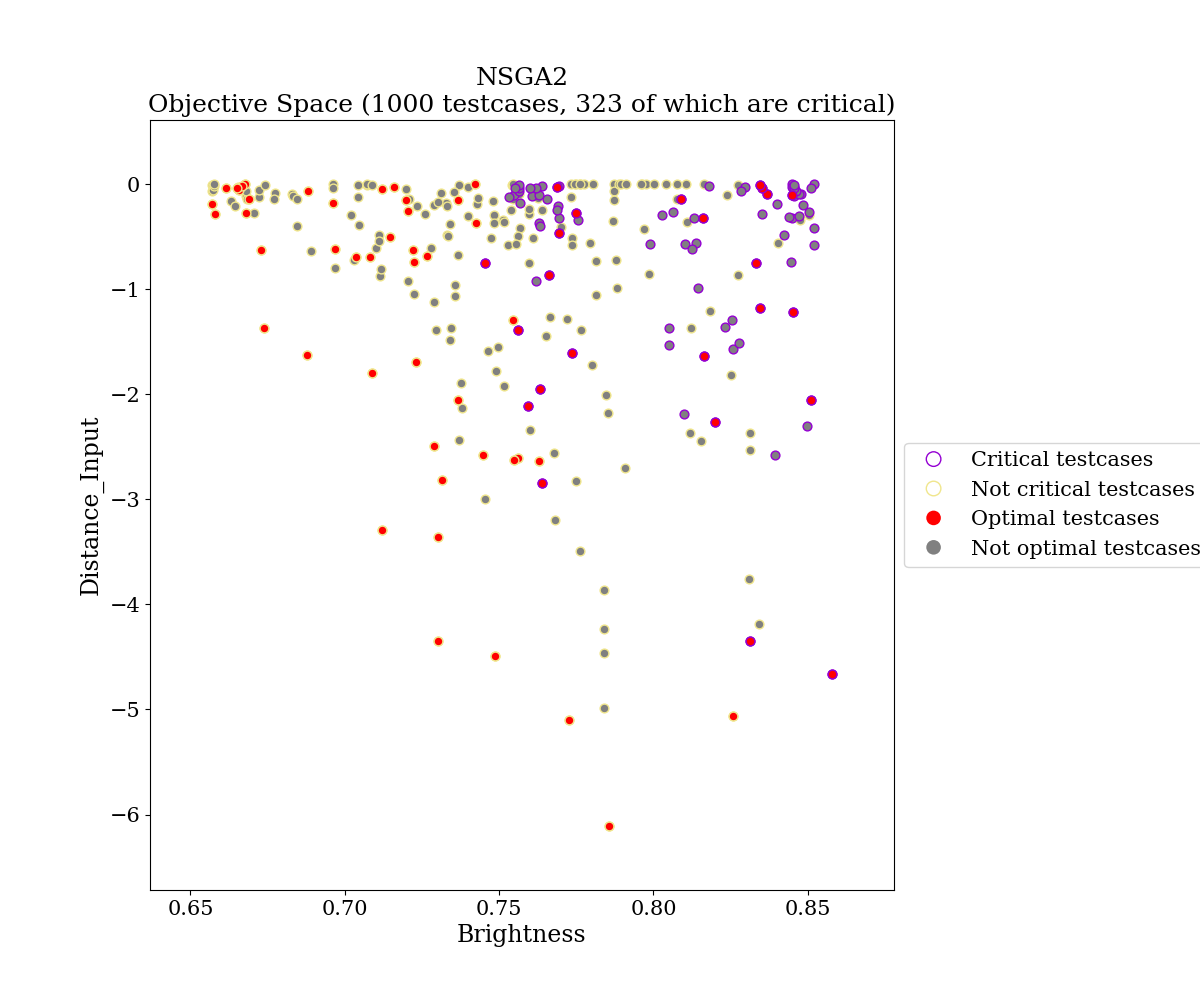 NSGA2
Objective Space (1000 testcases, 323 of which are critical)
0
−1
−2
−3
−4
−5
−6
Distance_Input
0.65
0.70
0.75
0.80
0.85
Brightness
Critical testcases
Not critical testcases
Optimal testcases
Not optimal testcases